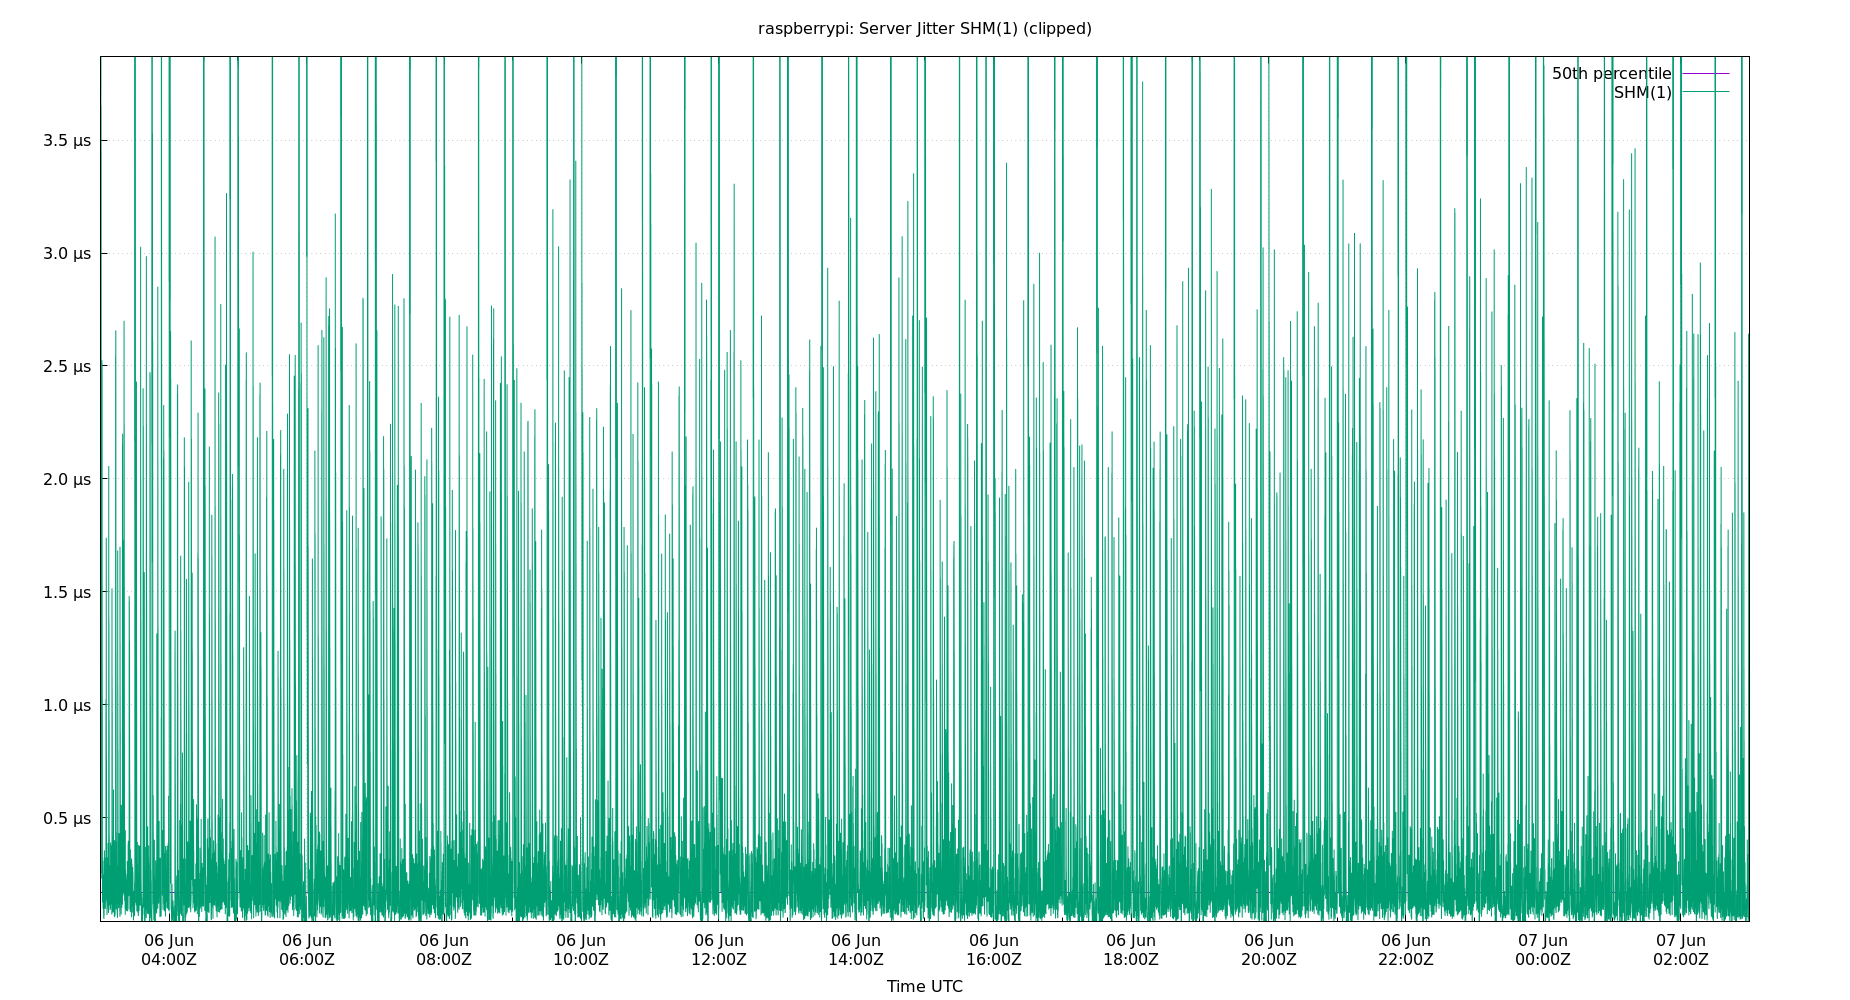 raspberrypi: Server Jitter SHM(1) (clipped)
50th percentile
SHM(1)
3.5 µs
3.0 µs
2.5 µs
2.0 µs
1.5 µs
1.0 µs
0.5 µs
06 Jun 06 Jun 06 Jun 06 Jun 06 Jun 06 Jun 06 Jun 06 Jun 06 Jun 06 Jun 07 Jun 07 Jun
04:00Z 06:00Z 08:00Z 10:00Z 12:00Z 14:00Z 16:00Z 18:00Z 20:00Z 22:00Z 00:00Z 02:00Z
Time UTC